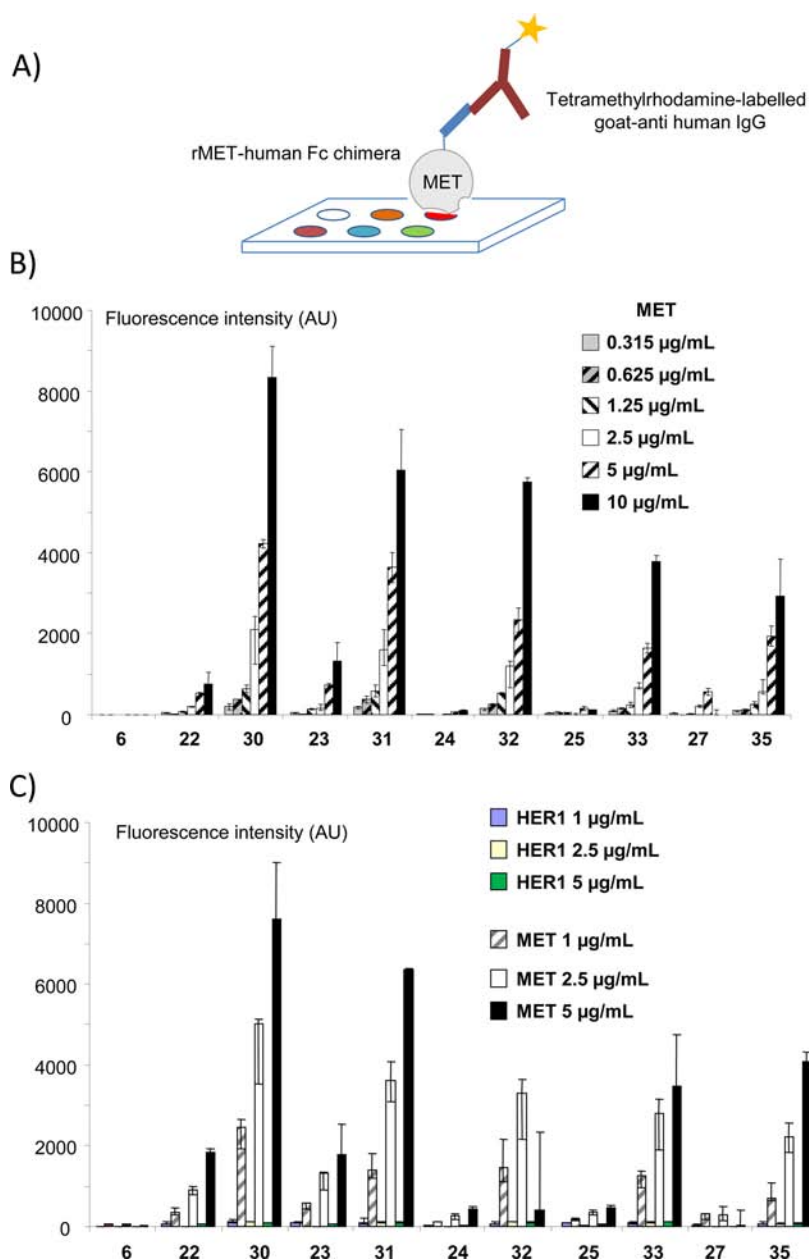 A)
Tetramethylrhodamine-labelled
goat-anti human IgG
rMET-human Fc chimera
MET
B)
Fluorescence intensity (AU)
10000
8000
6000
4000
2000
0
MET
0.315 µg/mL
0.625 µg/mL
1.25 µg/mL
2.5 µg/mL
5 µg/mL
10 µg/mL
6 22 30 23 31 24 32 25 33 27 35
C)
Fluorescence intensity (AU)
10000
8000
6000
4000
2000
0
HER1 1 µg/mL
HER1 2.5 µg/mL
HER1 5 µg/mL
MET 1 µg/mL
MET 2.5 µg/mL
MET 5 µg/mL
6 22 30 23 31 24 32 25 33 27 35